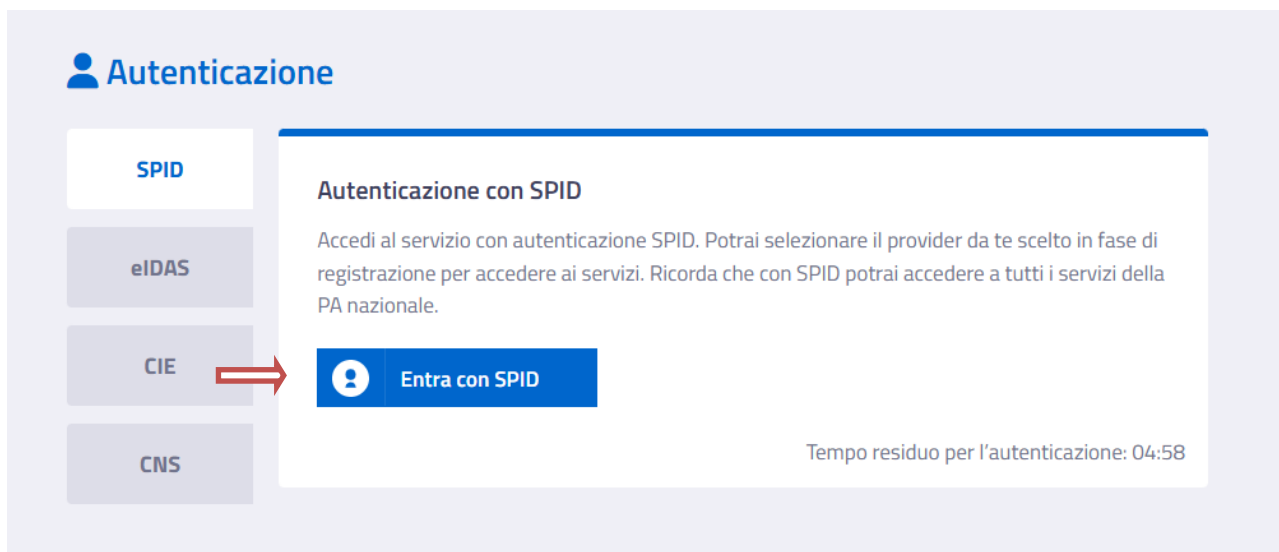 Autenticazione
SPID
eIDAS
CIE
CNS
Autenticazione con SPID
Accedi al servizio con autenticazione SPID. Potrai selezionare il provider da te scelto in fase di
registrazione per accedere ai servizi. Ricorda che con SPID potrai accedere a tutti i servizi della
PA nazionale.
Entra con SPID
Tempo residuo per l'autenticazione: 04:58